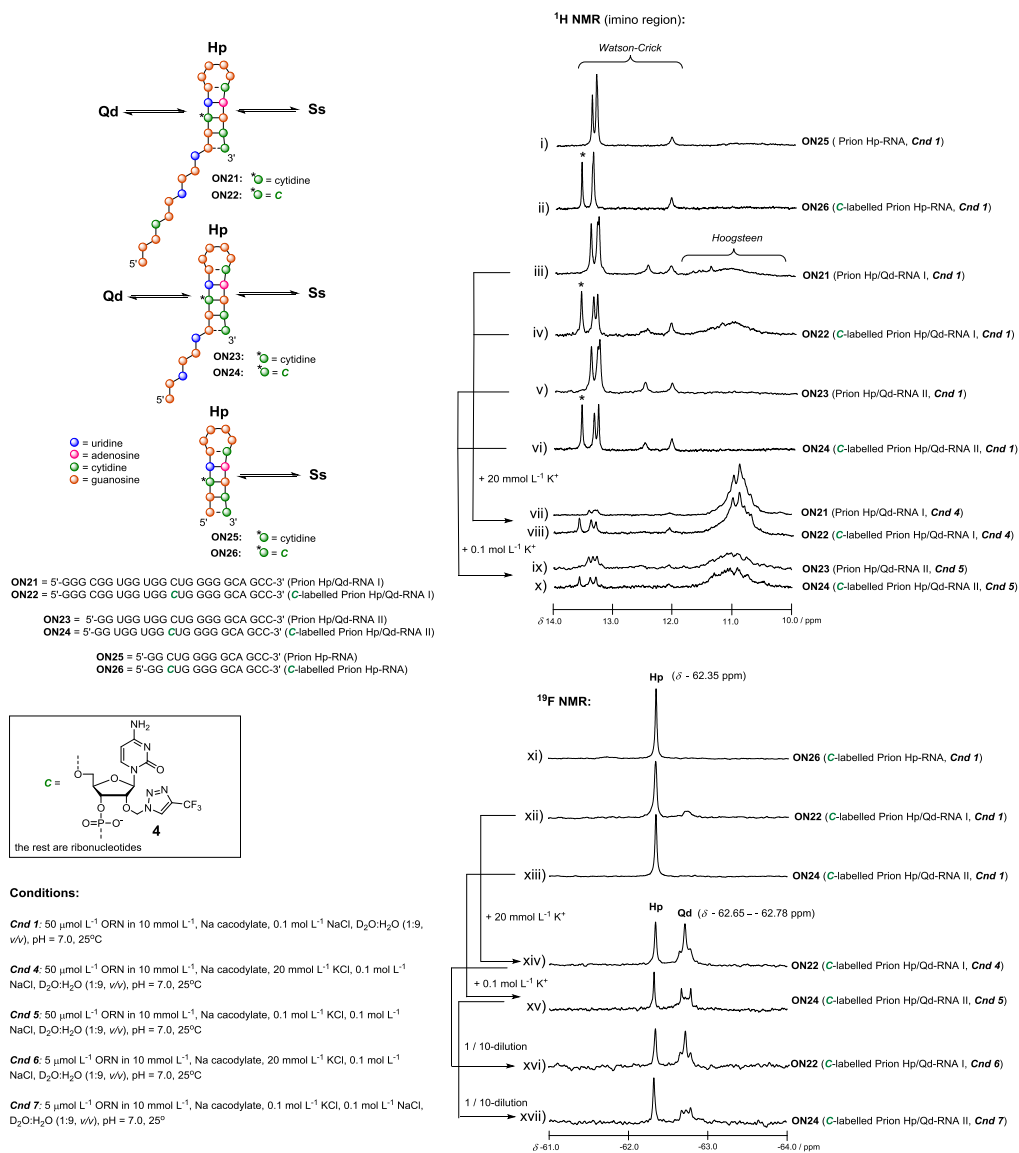 Hp
Qd
Ss
*
3'
ON21: * = cytidine
ON22: * = C
5'
Hp
Qd
Ss
*
3'
ON23: * = cytidine
ON24: * = C
5'
Hp
= uridine
= adenosine
= cytidine
= guanosine
Ss
*
5'
3'
ON25: * = cytidine
ON26: * = C
ON21 = 5'-GGG CGG UGG UGG CUG GGG GCA GCC-3' (Prion Hp/Qd-RNA I)
ON22 = 5'-GGG CGG UGG UGG CUG GGG GCA GCC-3' (C-labelled Prion Hp/Qd-RNA I)
ON23 = 5'-GG UGG UGG CUG GGG GCA GCC-3' (Prion Hp/Qd-RNA II)
ON24 = 5'-GG UGG UGG CUG GGG GCA GCC-3' (C-labelled Prion Hp/Qd-RNA II)
ON25 = 5'-GG CUG GGG GCA GCC-3' (Prion Hp-RNA)
ON26 = 5'-GG CUG GGG GCA GCC-3' (C-labelled Prion Hp-RNA)
C =
NH2
N
N
O
O
O
O
O
N=N
N
CF3
O=P-O-
4
the rest are ribonucleotides
Conditions:
Cnd 1: 50 μmol L-1 ORN in 10 mmol L-1, Na cacodylate, 0.1 mol L-1 NaCl, D2O:H2O (1:9,
v/v), pH = 7.0, 25oC
Cnd 4: 50 μmol L-1 ORN in 10 mmol L-1, Na cacodylate, 20 mmol L-1 KCl, 0.1 mol L-1
NaCl, D2O:H2O (1:9, v/v), pH = 7.0, 25oC
Cnd 5: 50 μmol L-1 ORN in 10 mmol L-1, Na cacodylate, 0.1 mol L-1 KCl, 0.1 mol L-1
NaCl, D2O:H2O (1:9, v/v), pH = 7.0, 25oC
Cnd 6: 5 μmol L-1 ORN in 10 mmol L-1, Na cacodylate, 20 mmol L-1 KCl, 0.1 mol L-1
NaCl, D2O:H2O (1:9, v/v), pH = 7.0, 25oC
Cnd 7: 5 μmol L-1 ORN in 10 mmol L-1, Na cacodylate, 0.1 mol L-1 KCl, 0.1 mol L-1 NaCl,
D2O:H2O (1:9, v/v), pH = 7.0, 25o
1H NMR (imino region):
Watson-Crick
i)
ON25 ( Prion Hp-RNA, Cnd 1)
*
ii)
ON26 (C-labelled Prion Hp-RNA, Cnd 1)
Hoogsteen
iii)
ON21 (Prion Hp/Qd-RNA I, Cnd 1)
*
iv)
ON22 (C-labelled Prion Hp/Qd-RNA I, Cnd 1)
v)
ON23 (Prion Hp/Qd-RNA II, Cnd 1)
*
vi)
ON24 (C-labelled Prion Hp/Qd-RNA II, Cnd 1)
+ 20 mmol L-1 K+
vii)
ON21 (Prion Hp/Qd-RNA I, Cnd 4)
viii)
ON22 (C-labelled Prion Hp/Qd-RNA I, Cnd 4)
+ 0.1 mol L-1 K+
ix)
ON23 (Prion Hp/Qd-RNA II, Cnd 5)
x)
ON24 (C-labelled Prion Hp/Qd-RNA II, Cnd 5)
δ 14.0 13.0 12.0 11.0 10.0 / ppm
Hp (δ - 62.35 ppm)
19F NMR:
xi)
ON26 (C-labelled Prion Hp-RNA, Cnd 1)
xii)
ON22 (C-labelled Prion Hp/Qd-RNA I, Cnd 1)
xiii)
ON24 (C-labelled Prion Hp/Qd-RNA II, Cnd 1)
+ 20 mmol L-1 K+
Hp Qd (δ - 62.65 – - 62.78 ppm)
xiv)
ON22 (C-labelled Prion Hp/Qd-RNA I, Cnd 4)
+ 0.1 mol L-1 K+
xv)
ON24 (C-labelled Prion Hp/Qd-RNA II, Cnd 5)
1 / 10-dilution
xvi)
ON22 (C-labelled Prion Hp/Qd-RNA I, Cnd 6)
1 / 10-dilution
xvii)
ON24 (C-labelled Prion Hp/Qd-RNA II, Cnd 7)
δ -61.0 -62.0 -63.0 -64.0 / ppm